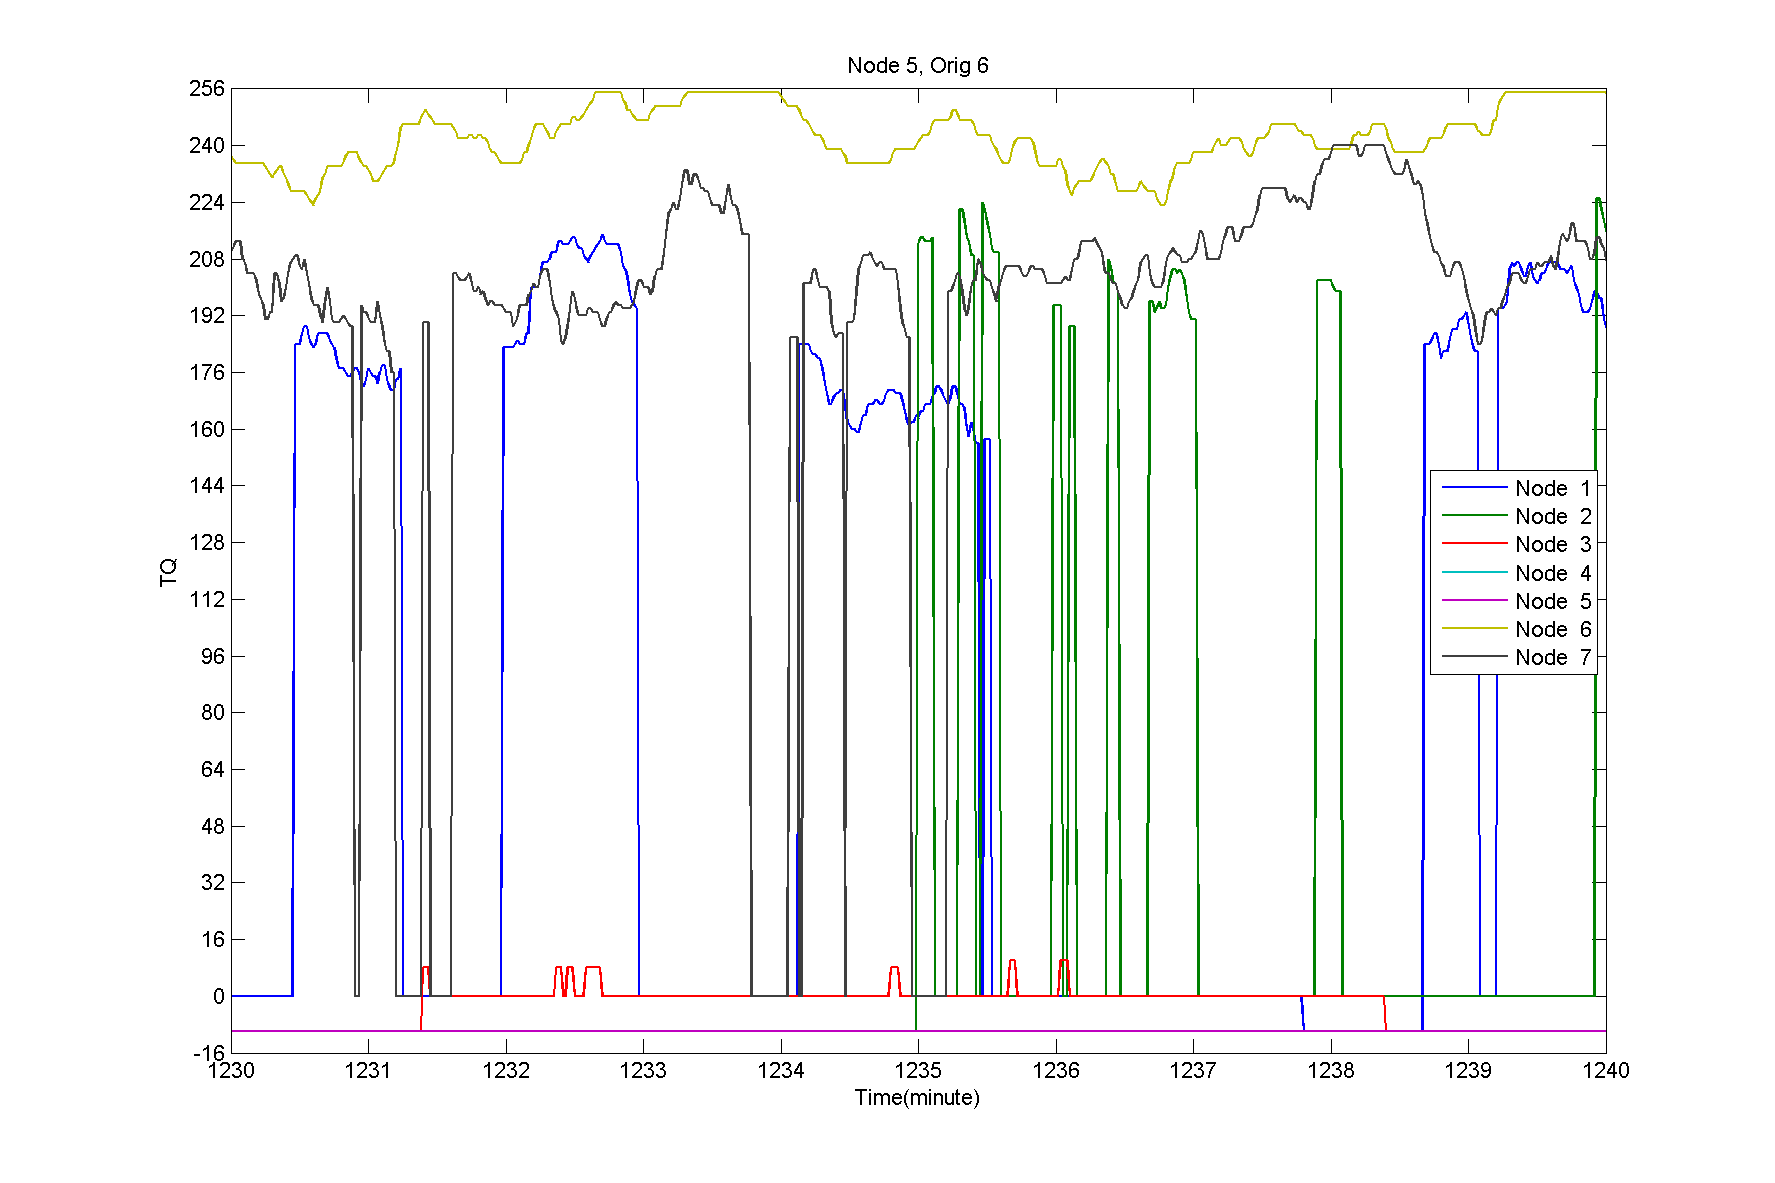 Node 5, Orig 6
256
240
224
208
192
176
160
144
128
112
96
80
64
48
32
16
0
-16
TQ
Node 1
Node 2
Node 3
Node 4
Node 5
Node 6
Node 7
1230 1231 1232 1233 1234 1235 1236 1237 1238 1239 1240
Time(minute)